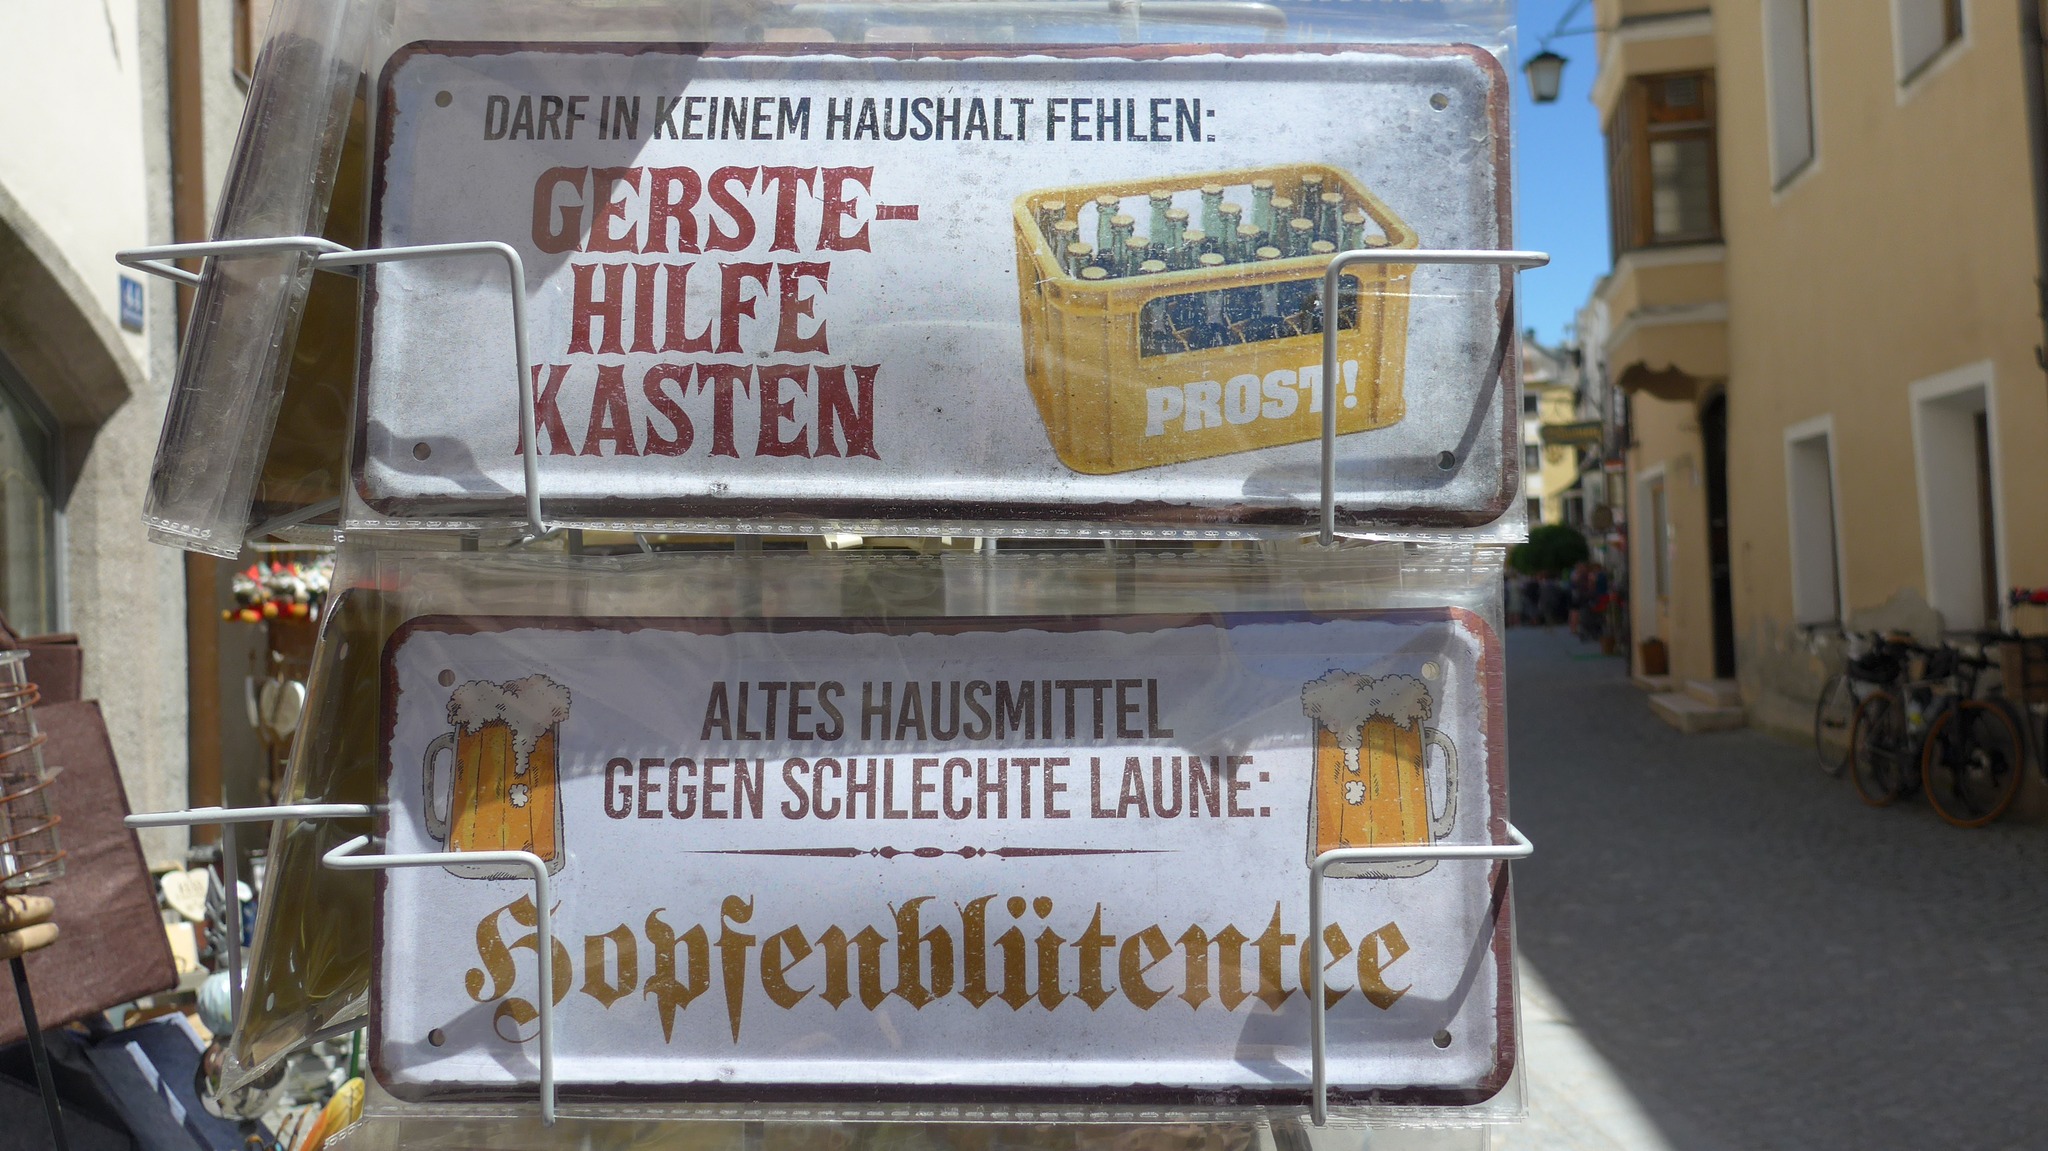 DARF IN KEINEM HAUSHALT FEHLEN:
GERSTE-
HILFE
KASTEN
PROST!
ALTES HAUSMITTEL
GEGEN SCHLECHTE LAUNE:
Hopfenblütentee